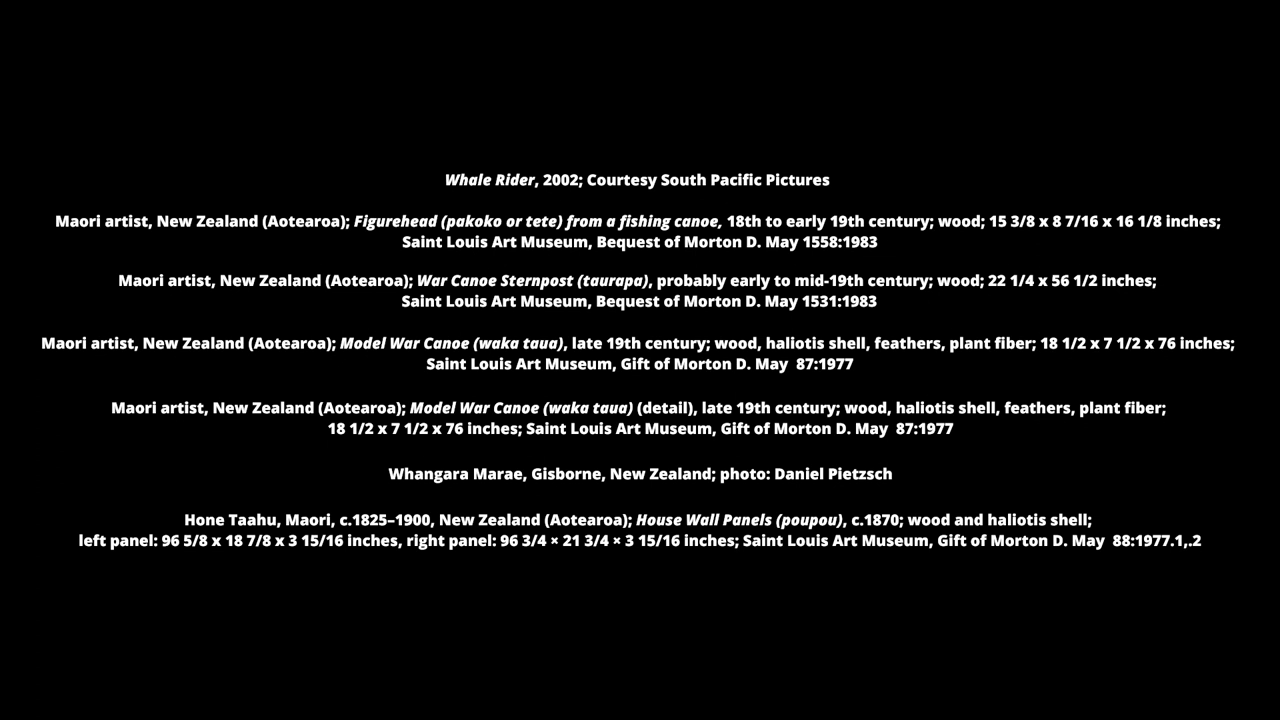 Whale Rider, 2002; Courtesy South Pacific Pictures
Maori artist, New Zealand (Aotearoa); Figurehead (pakoko or tete) from a fishing canoe, 18th to early 19th century; wood; 15 3/8 x 8 7/16 x 16 1/8 inches;
Saint Louis Art Museum, Bequest of Morton D. May 1558:1983
Maori artist, New Zealand (Aotearoa); War Canoe Sternpost (taurapa), probably early to mid-19th century; wood; 22 1/4 x 56 1/2 inches;
Saint Louis Art Museum, Bequest of Morton D. May 1531:1983
Maori artist, New Zealand (Aotearoa); Model War Canoe (waka taua), late 19th century; wood, haliotis shell, feathers, plant fiber; 18 1/2 x 7 1/2 x 76 inches;
Saint Louis Art Museum, Gift of Morton D. May  87:1977
Maori artist, New Zealand (Aotearoa); Model War Canoe (waka taua) (detail), late 19th century; wood, haliotis shell, feathers, plant fiber;
18 1/2 x 7 1/2 x 76 inches; Saint Louis Art Museum, Gift of Morton D. May  87:1977
Whangara Marae, Gisborne, New Zealand; photo: Daniel Pietzsch
Hone Taahu, Maori, c.1825–1900, New Zealand (Aotearoa); House Wall Panels (poupou), c.1870; wood and haliotis shell;
left panel: 96 5/8 x 18 7/8 x 3 15/16 inches, right panel: 96 3/4 × 21 3/4 × 3 15/16 inches; Saint Louis Art Museum, Gift of Morton D. May  88:1977.1,.2